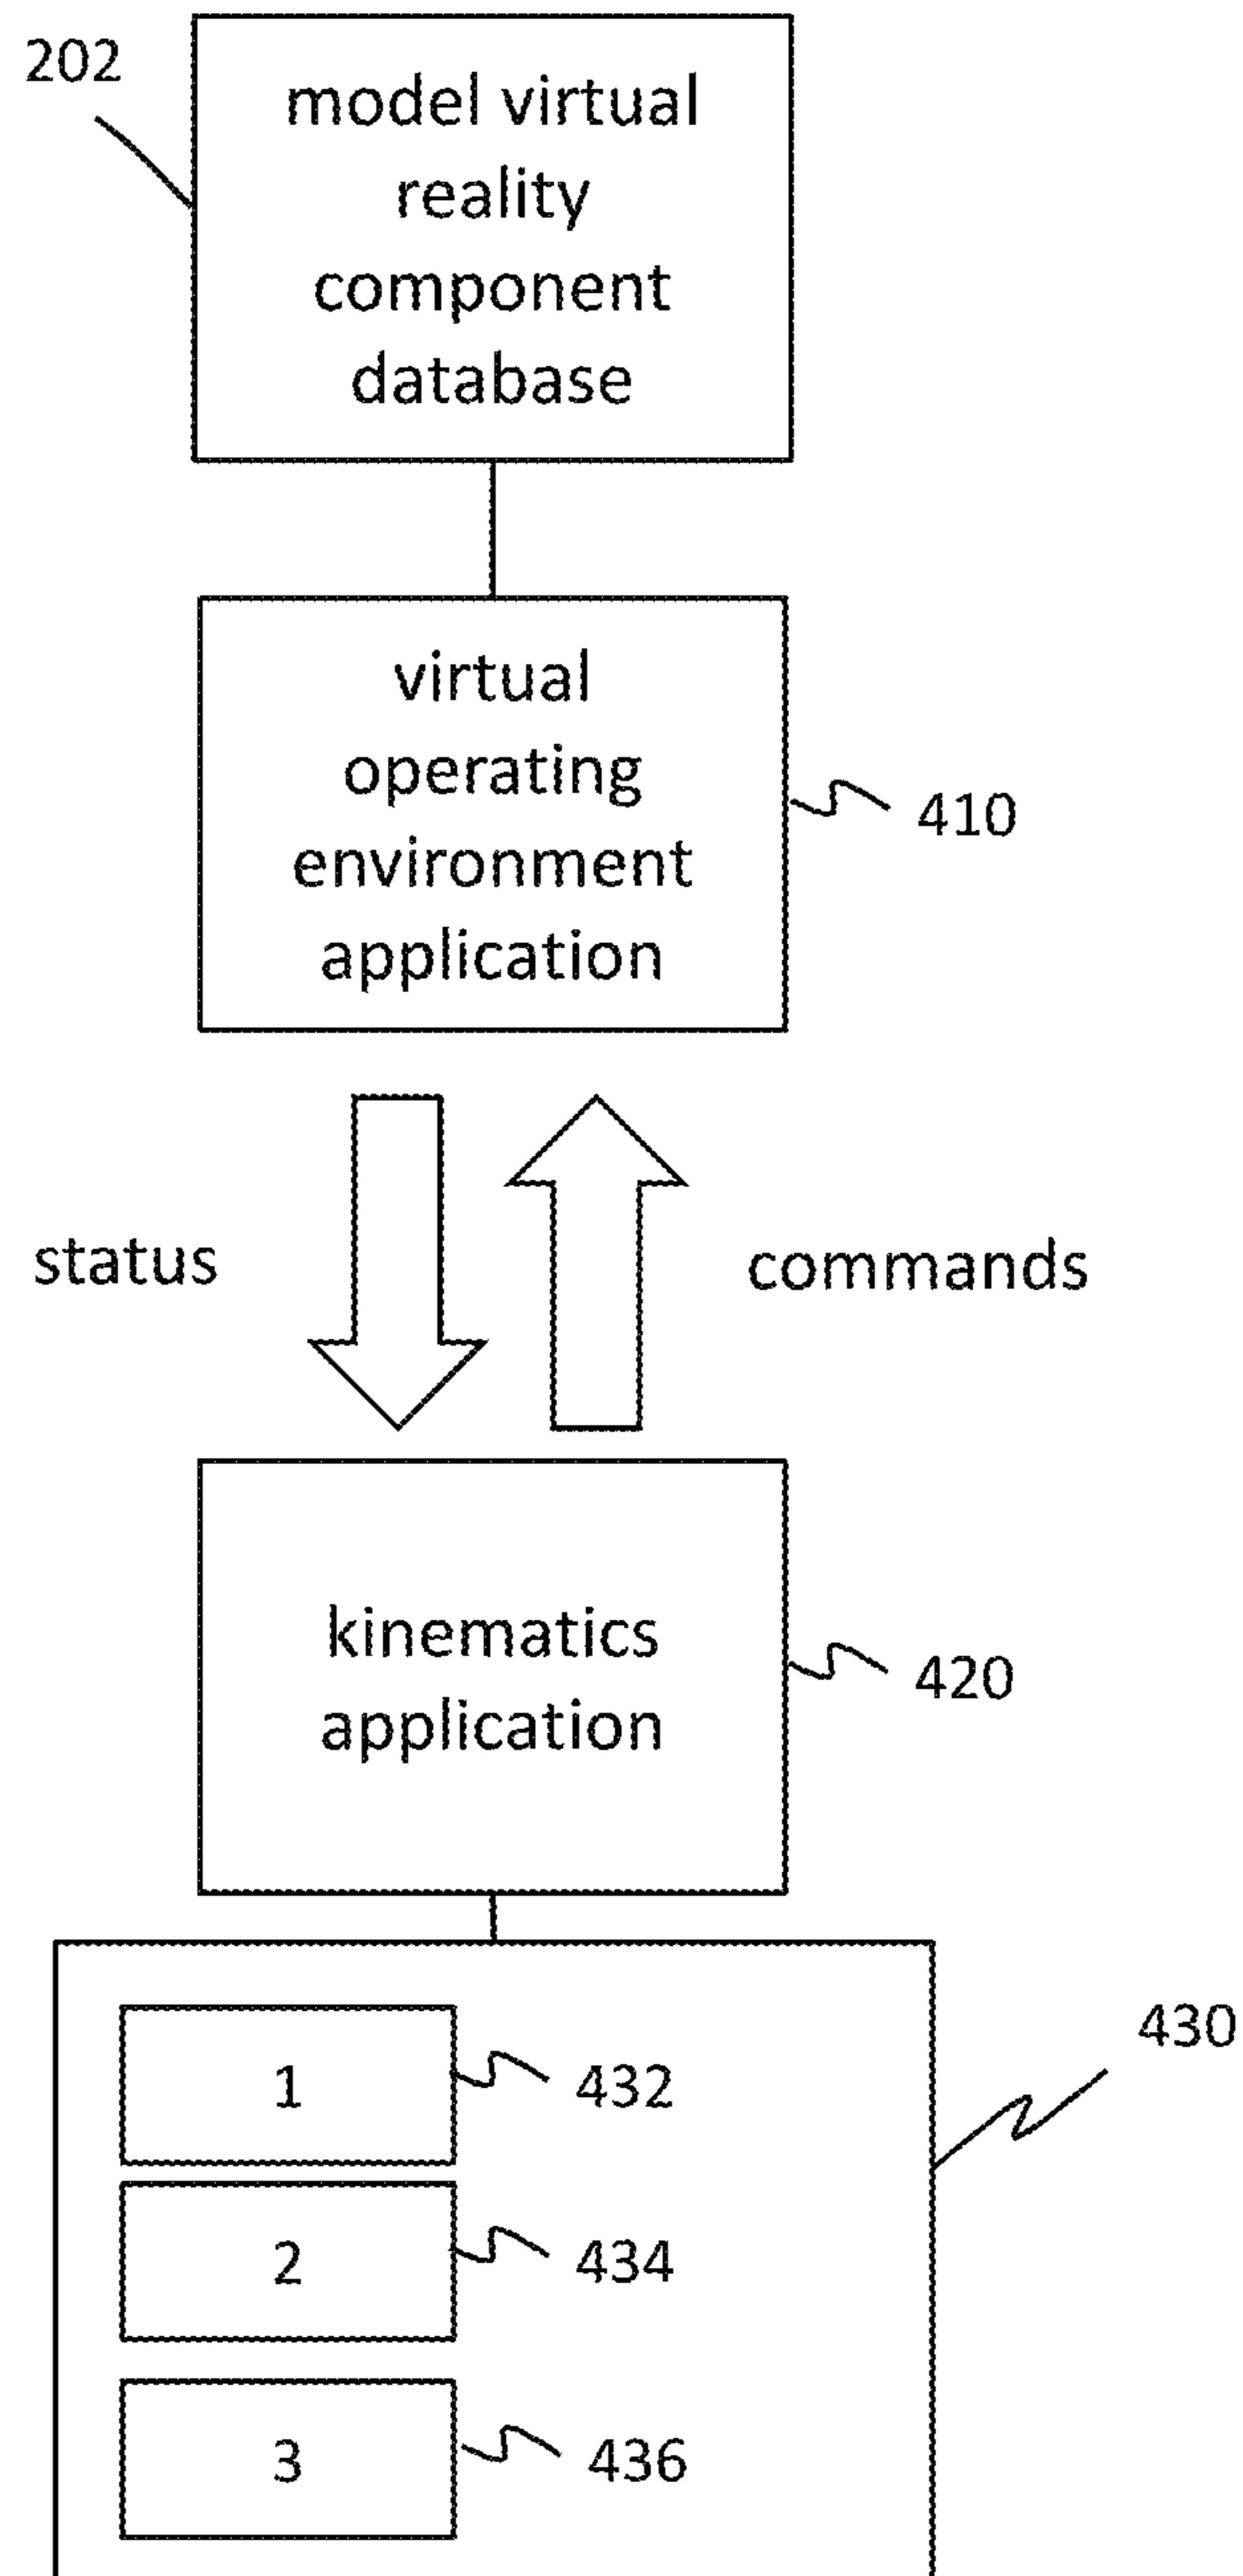 202
model virtual
reality
component
database
virtual
operating
environment
application
410
status
commands
kinematics
application
420
430
1
432
2
434
3
436